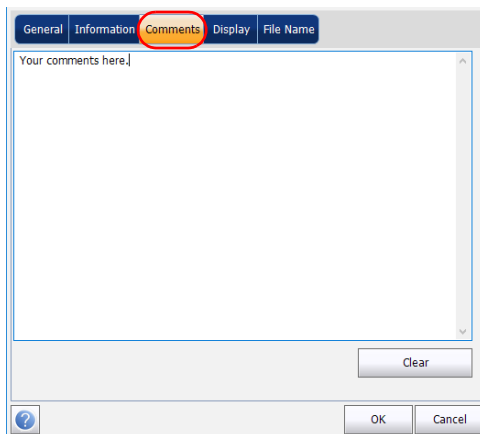 General Information Comments Display File Name
Your comments here.
Clear
? OK Cancel